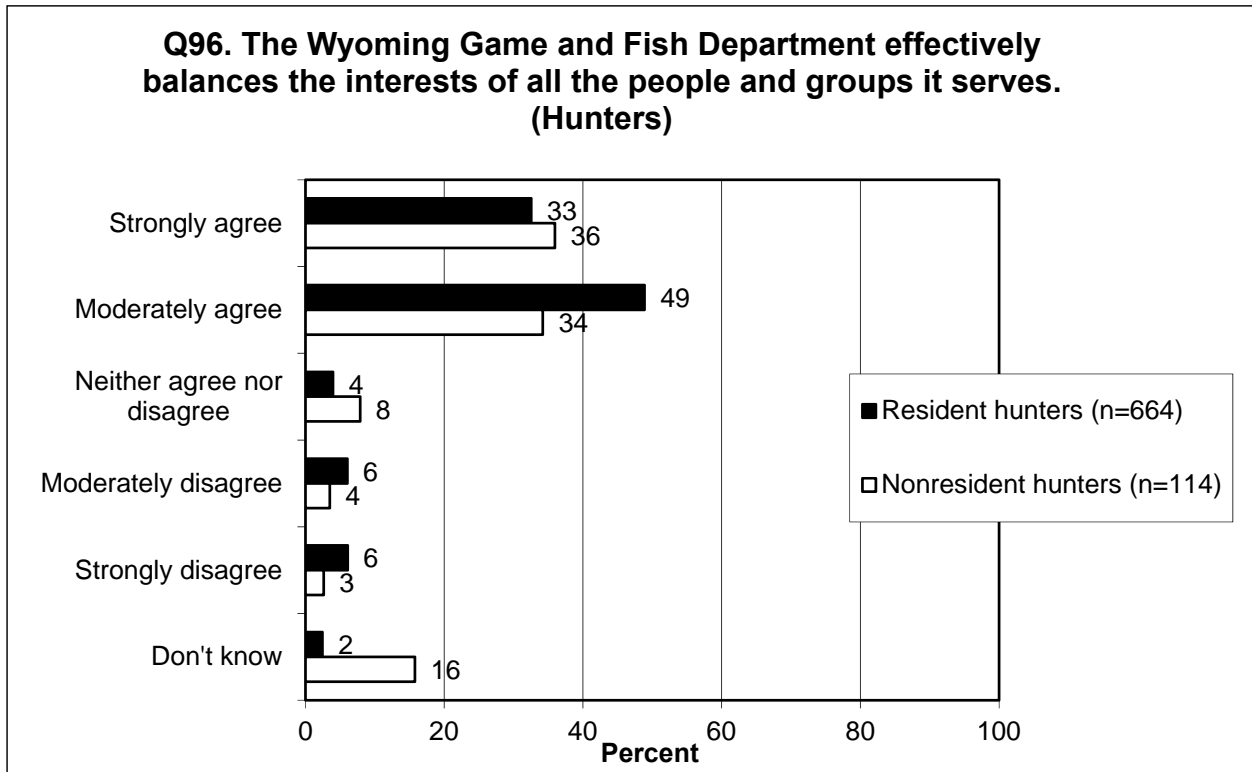 Q96. The Wyoming Game and Fish Department effectively
balances the interests of all the people and groups it serves.
(Hunters)
Strongly agree
33
36
Moderately agree
49
34
Neither agree nor
disagree
4
8
Moderately disagree
6
4
Strongly disagree
6
3
Don't know
2
16
Resident hunters (n=664)
Nonresident hunters (n=114)
0 20 40 60 80 100
Percent